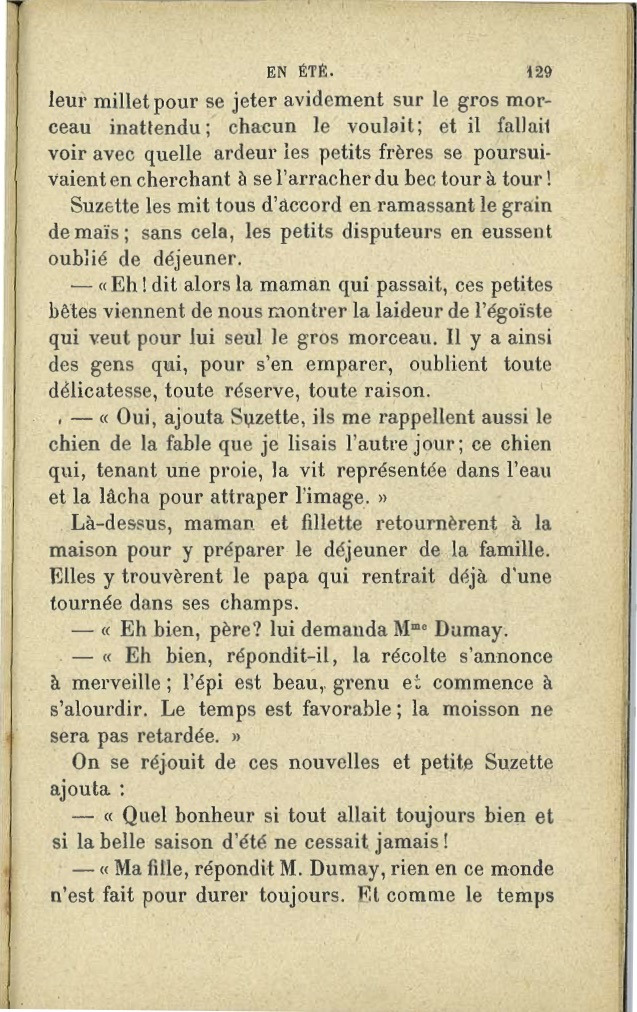 EN ÉTÉ. 129
leur millet pour se jeter avidement sur le gros mor-
ceau inattendu ; chacun le voulait ; et il fallait
voir avec quelle ardeur les petits frères se poursui-
vaient en cherchant à se l'arracher du bec tour à tour !
Suzette les mit tous d'accord en ramassant le grain
de maïs ; sans cela, les petits disputeurs en eussent
oublié de déjeuner.
— « Eh ! dit alors la maman qui passait, ces petites
bêtes viennent de nous montrer la laideur de l'égoïste
qui veut pour lui seul le gros morceau. Il y a ainsi
des gens qui, pour s'en emparer, oublient toute
délicatesse, toute réserve, toute raison.
— « Oui, ajouta Suzette, ils me rappellent aussi le
chien de la fable que je lisais l'autre jour ; ce chien
qui, tenant une proie, la vit représentée dans l'eau
et la lâcha pour attraper l'image. »
Là-dessus, maman et fillette retournèrent à la
maison pour y préparer le déjeuner de la famille.
Elles y trouvèrent le papa qui rentrait déjà d'une
tournée dans ses champs.
— « Eh bien, père ? lui demanda Mme Dumay.
— « Eh bien, répondit-il, la récolte s'annonce
à merveille ; l'épi est beau, grenu et commence à
s'alourdir. Le temps est favorable ; la moisson ne
sera pas retardée. »
On se réjouit de ces nouvelles et petite Suzette
ajouta :
— « Quel bonheur si tout allait toujours bien et
si la belle saison d'été ne cessait jamais !
— « Ma fille, répondit M. Dumay, rien en ce monde
n'est fait pour durer toujours. Et comme le temps